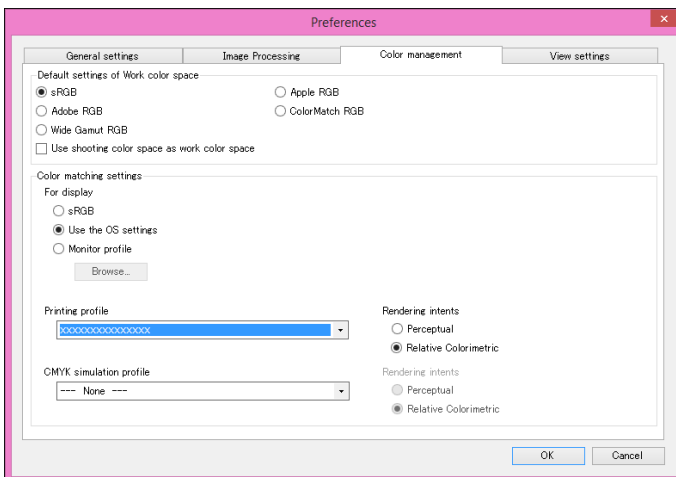 Preferences
General settings Image Processing Color management View settings
Default settings of Work color space
sRGB Apple RGB
Adobe RGB ColorMatch RGB
Wide Gamut RGB
Use shooting color space as work color space
Color matching settings
For display
sRGB
Use the OS settings
Monitor profile
Browse...
Printing profile Rendering intents
XXXXXXXXXXXXXXX Perceptual
Relative Colorimetric
CMYK simulation profile Rendering intents
--- None --- Perceptual
Relative Colorimetric
OK Cancel